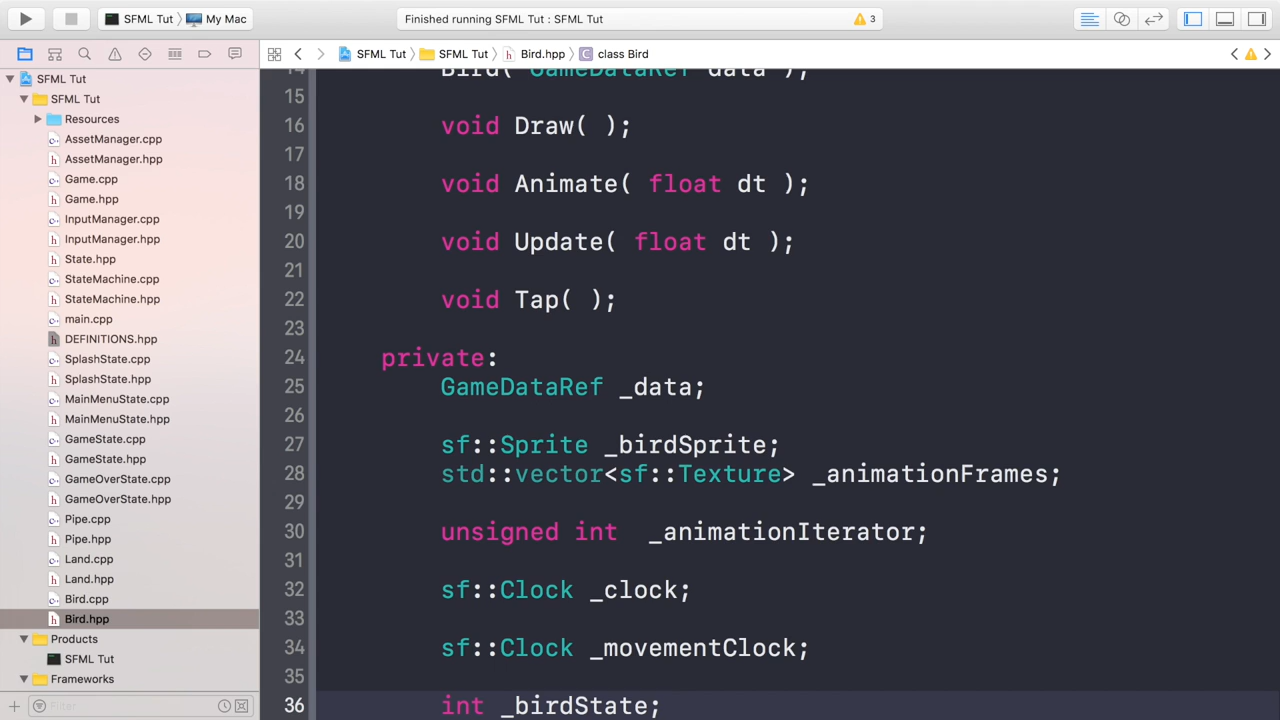 SFML Tut > My Mac
Finished running SFML Tut : SFML Tut
3
SFML Tut
SFML Tut
Bird.hpp
class Bird
SFML Tut
SFML Tut
Resources
AssetManager.cpp
AssetManager.hpp
Game.cpp
Game.hpp
InputManager.cpp
InputManager.hpp
State.hpp
StateMachine.cpp
StateMachine.hpp
main.cpp
DEFINITIONS.hpp
SplashState.cpp
SplashState.hpp
MainMenuState.cpp
MainMenuState.hpp
GameState.cpp
GameState.hpp
GameOverState.cpp
GameOverState.hpp
Pipe.cpp
Pipe.hpp
Land.cpp
Land.hpp
Bird.cpp
Bird.hpp
Products
SFML Tut
Frameworks
Filter
14 Bird( GameDataRef data );
15
16 void Draw( );
17
18 void Animate( float dt );
19
20 void Update( float dt );
21
22 void Tap( );
23
24 private:
25 GameDataRef _data;
26
27 sf::Sprite _birdSprite;
28 std::vector<sf::Texture> _animationFrames;
29
30 unsigned int  _animationIterator;
31
32 sf::Clock _clock;
33
34 sf::Clock _movementClock;
35
36 int _birdState;